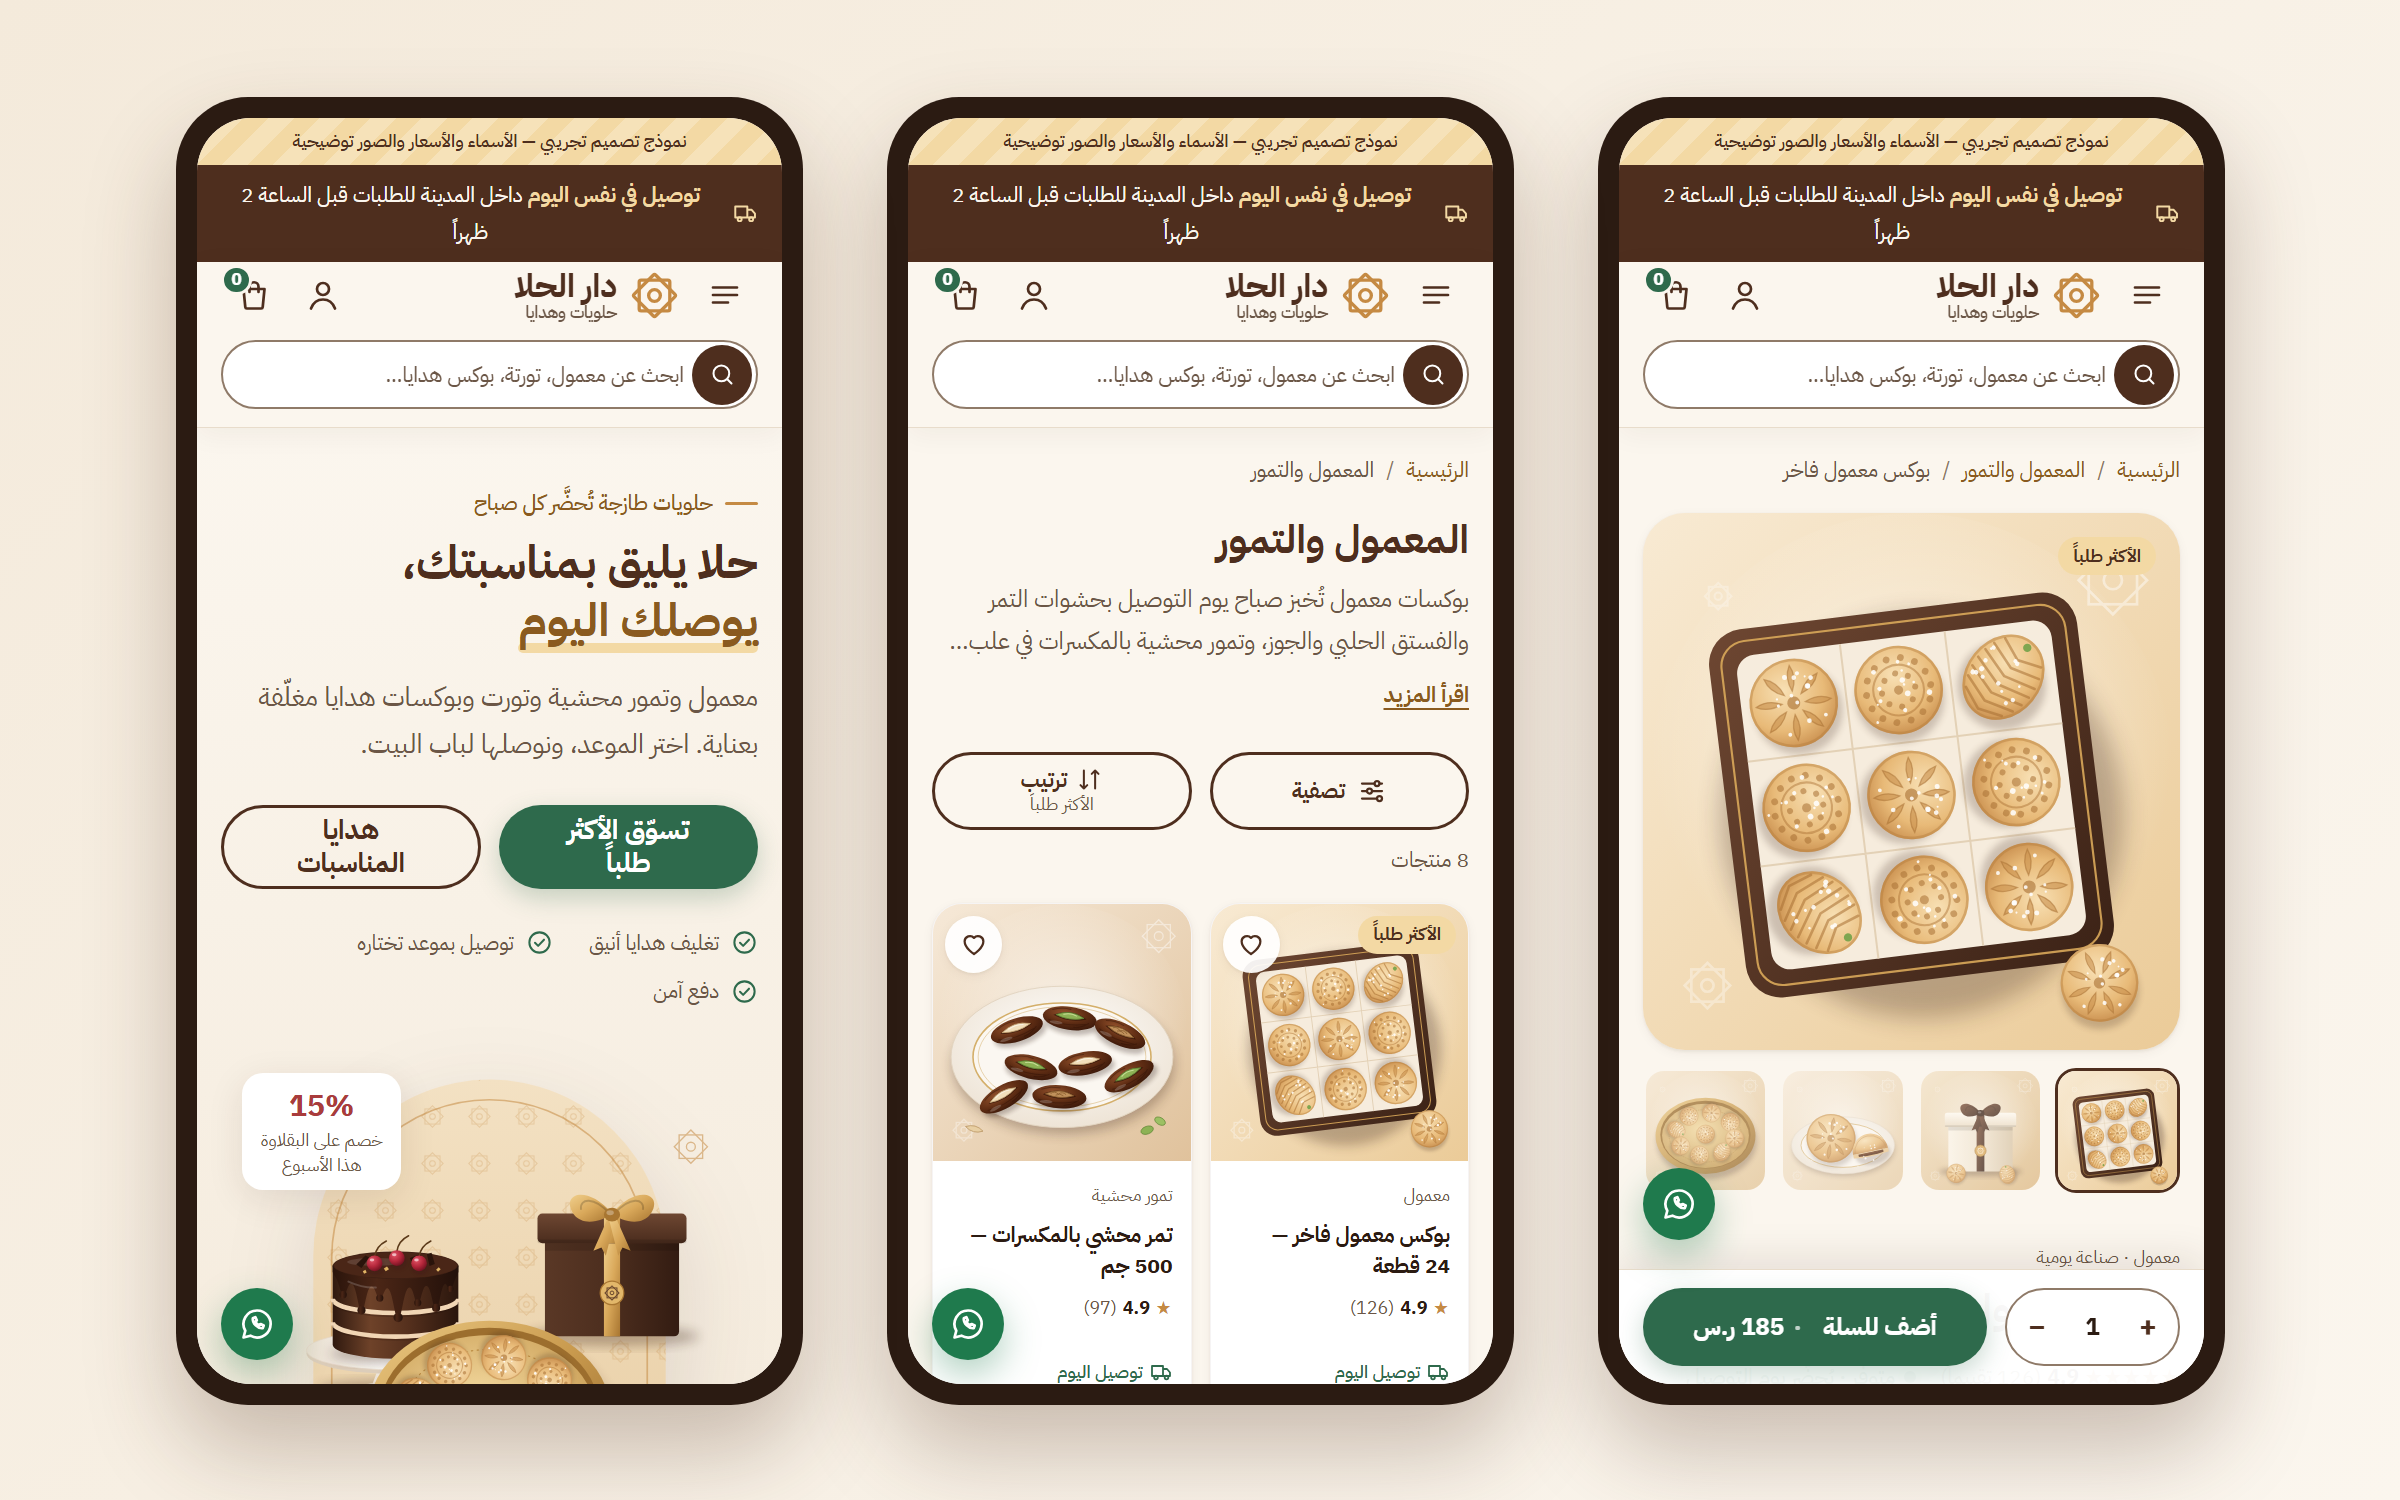 نموذج تصميم تجريبي — الأسماء والأسعار والصور توضيحية
توصيل في نفس اليوم داخل المدينة للطلبات قبل الساعة 2
ظهراً
دار الحلا
حلويات وهدايا
0
ابحث عن معمول، تورتة، بوكس هدايا...
حلويات طازجة تُحضَّر كل صباح
حلا يليق بمناسبتك،
يوصلك اليوم
معمول وتمور محشية وتورت وبوكسات هدايا مغلّفة
بعناية. اختر الموعد، ونوصلها لباب البيت.
تسوّق الأكثر
طلباً
هدايا
المناسبات
تغليف هدايا أنيق
توصيل بموعد تختاره
دفع آمن
15%
خصم على البقلاوة
هذا الأسبوع
نموذج تصميم تجريبي — الأسماء والأسعار والصور توضيحية
توصيل في نفس اليوم داخل المدينة للطلبات قبل الساعة 2
ظهراً
دار الحلا
حلويات وهدايا
0
ابحث عن معمول، تورتة، بوكس هدايا...
الرئيسية / المعمول والتمور
المعمول والتمور
بوكسات معمول تُخبز صباح يوم التوصيل بحشوات التمر
والفستق الحلبي والجوز، وتمور محشية بالمكسرات في علب...
اقرأ المزيد
تصفية
ترتيب
الأكثر طلباً
8 منتجات
الأكثر طلباً
معمول
بوكس معمول فاخر —
24 قطعة
★ 4.9 (126)
توصيل اليوم
تمور محشية
تمر محشي بالمكسرات —
500 جم
★ 4.9 (97)
توصيل اليوم
نموذج تصميم تجريبي — الأسماء والأسعار والصور توضيحية
توصيل في نفس اليوم داخل المدينة للطلبات قبل الساعة 2
ظهراً
دار الحلا
حلويات وهدايا
0
ابحث عن معمول، تورتة، بوكس هدايا...
الرئيسية / المعمول والتمور / بوكس معمول فاخر
الأكثر طلباً
معمول · صناعة يومية
+ 1 −
أضف للسلة · 185 ر.س